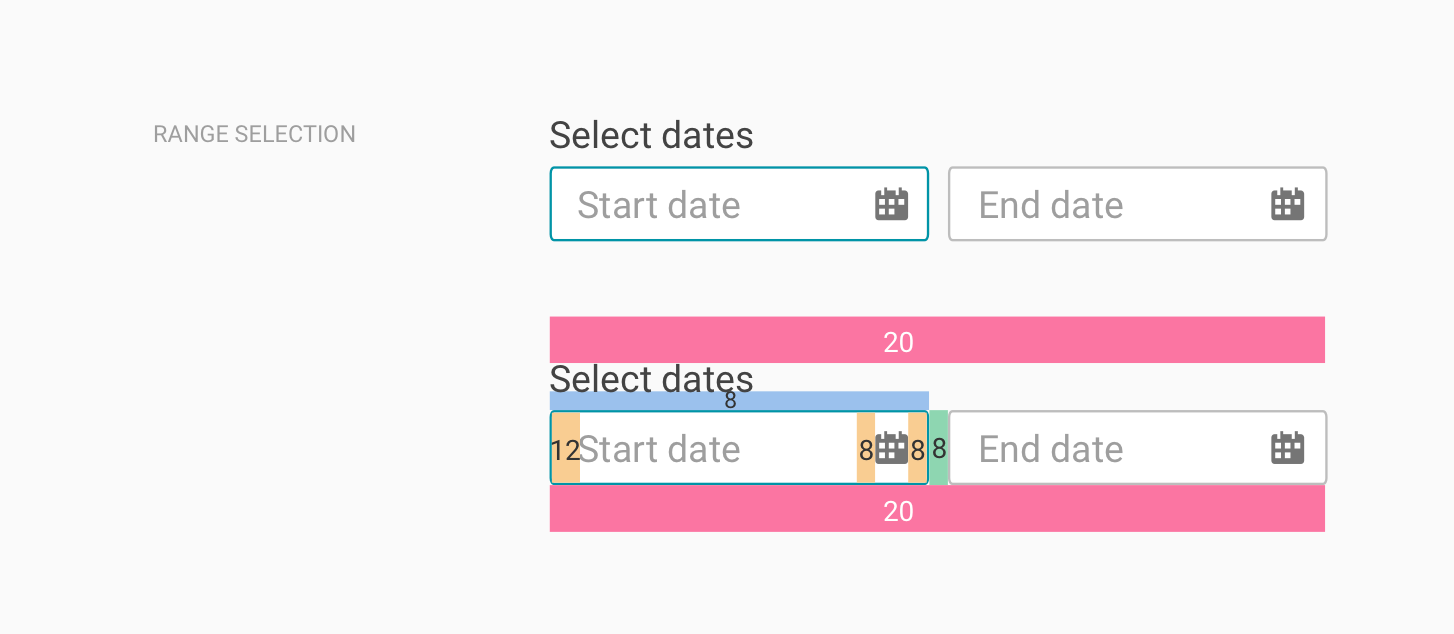 RANGE SELECTION
Select dates
Start date
End date
20
Select dates
8
12
Start date
8
8
8
End date
20